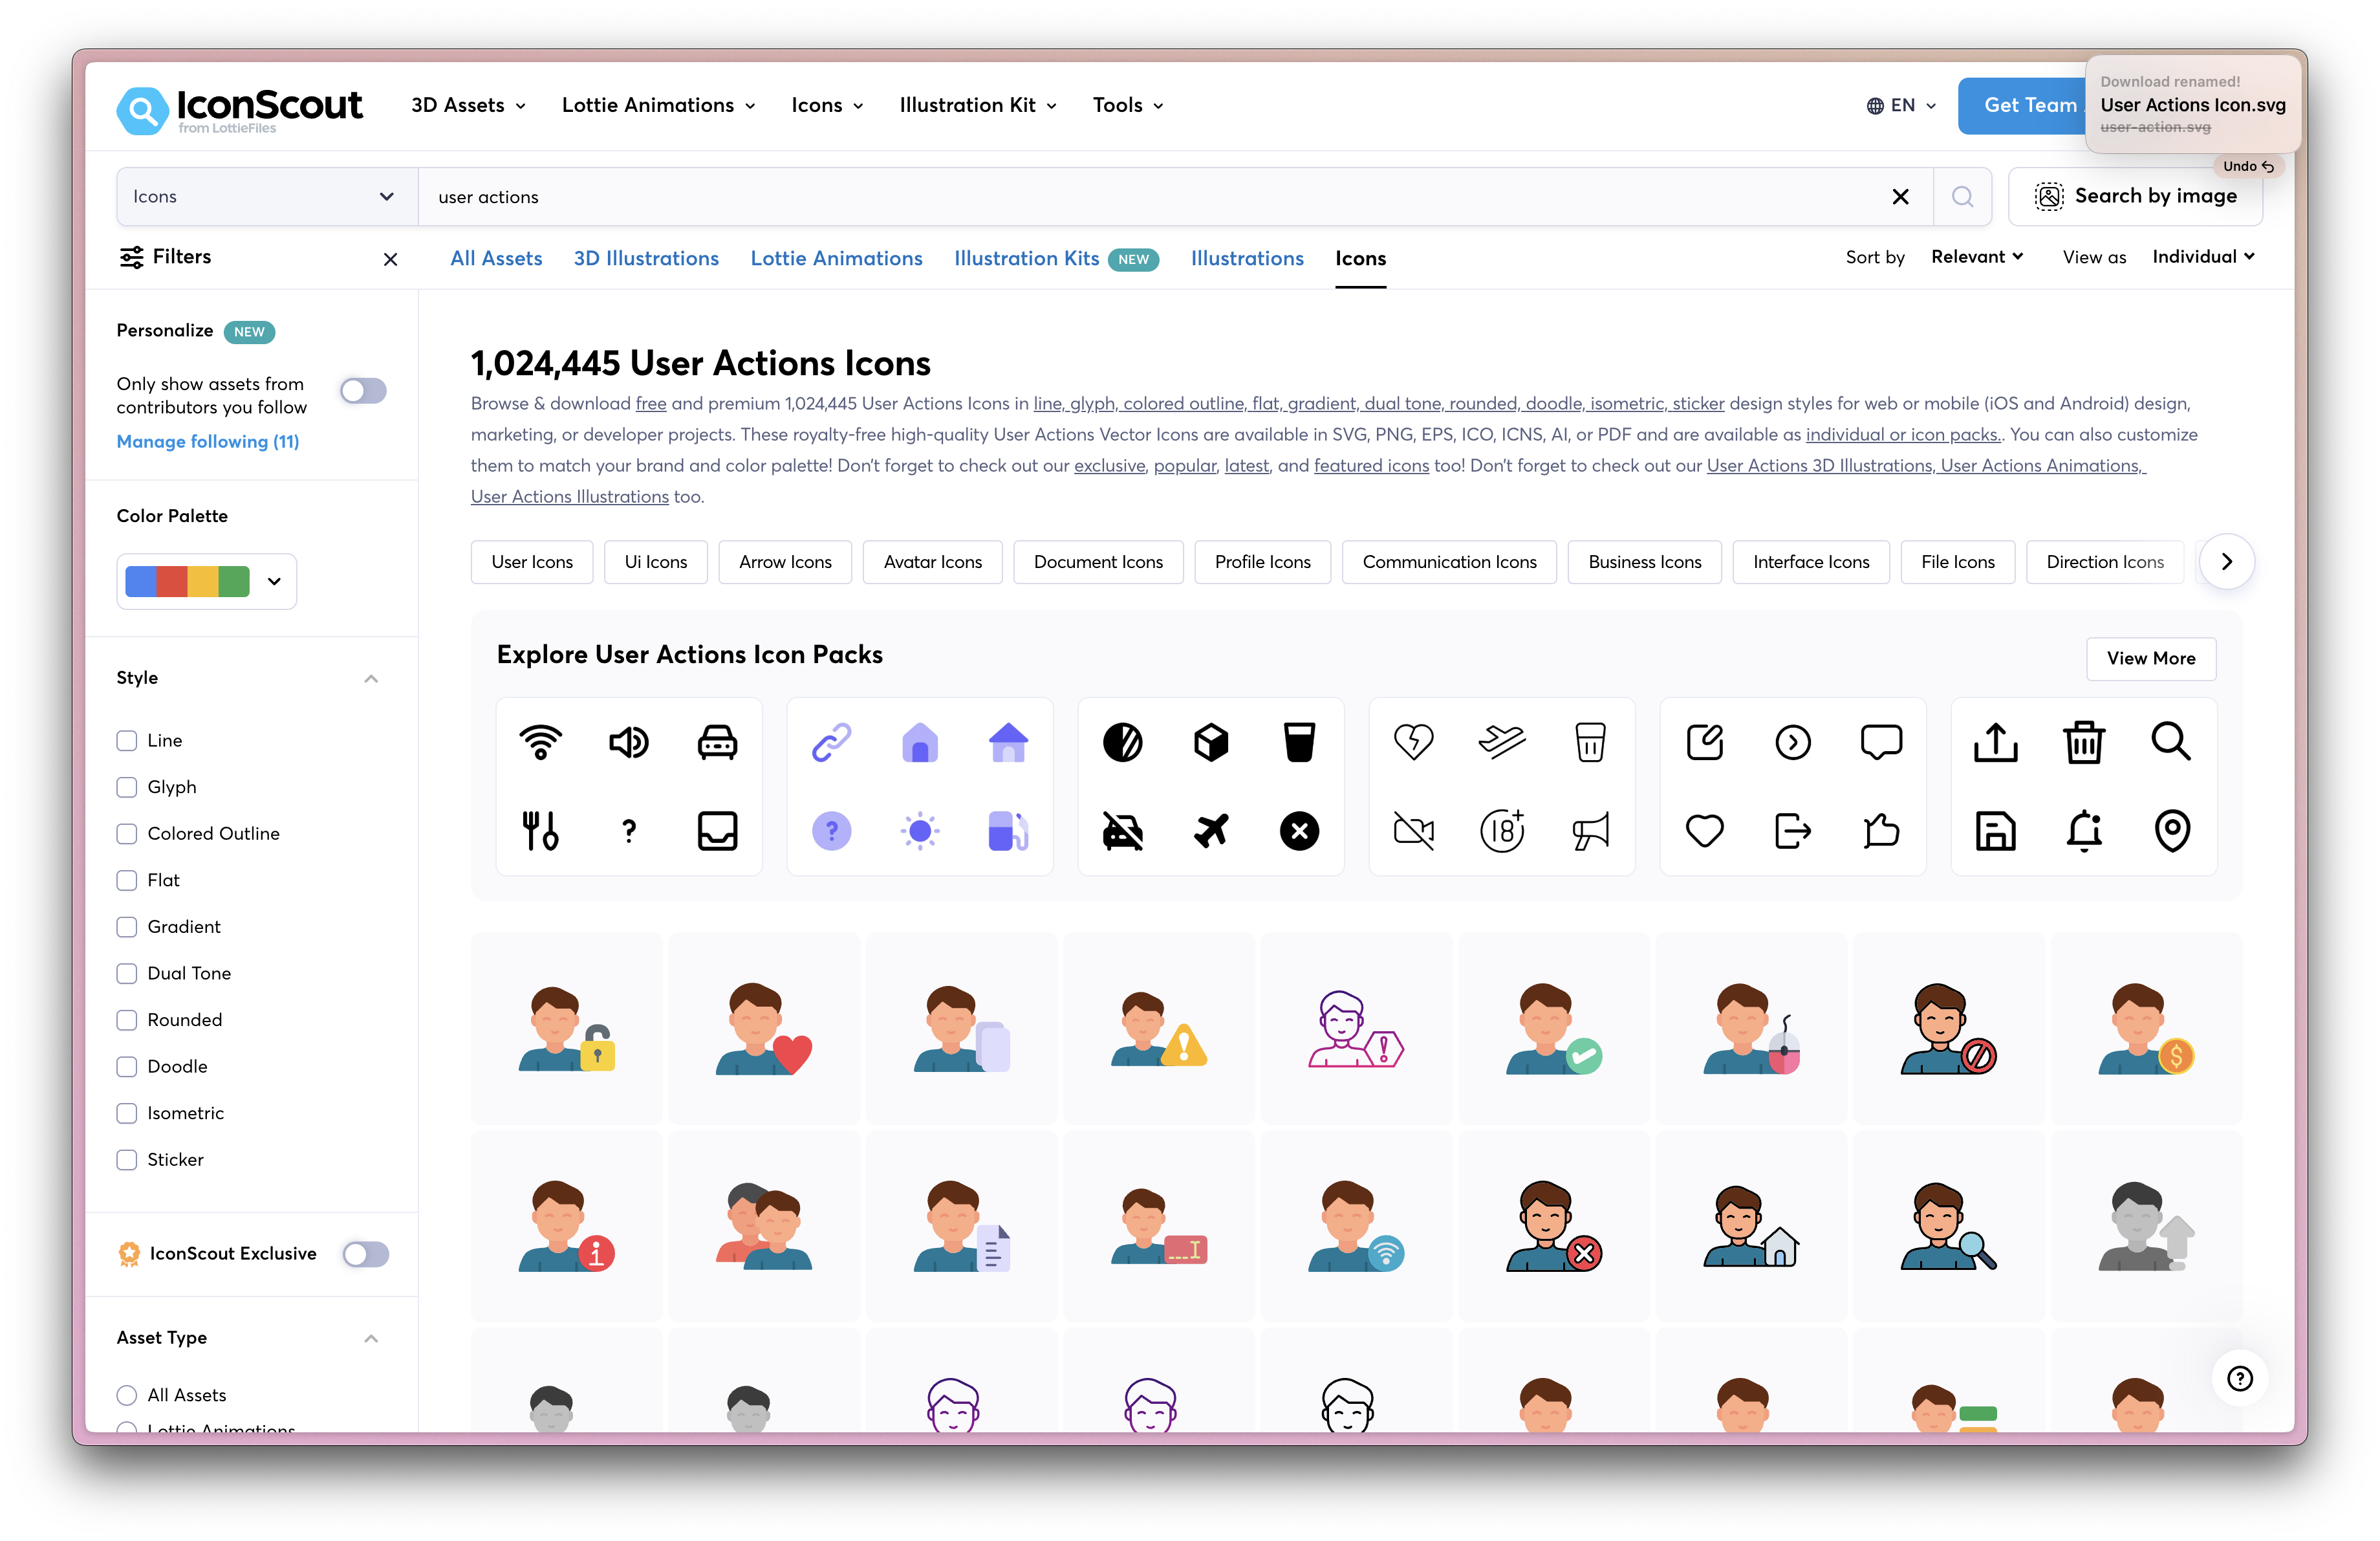 IconScout
from LottieFiles
3D Assets
Lottie Animations
Icons
Illustration Kit
Tools
EN
Get Team
Download renamed!
User Actions Icon.svg
user-action.svg
Undo
Icons
user actions
Search by image
Filters
All Assets
3D Illustrations
Lottie Animations
Illustration Kits NEW
Illustrations
Icons
Sort by Relevant
View as Individual
Personalize NEW
Only show assets from
contributors you follow
Manage following (11)
Color Palette
Style
Line
Glyph
Colored Outline
Flat
Gradient
Dual Tone
Rounded
Doodle
Isometric
Sticker
IconScout Exclusive
Asset Type
All Assets
Lottie Animations
1,024,445 User Actions Icons
Browse & download free and premium 1,024,445 User Actions Icons in line, glyph, colored outline, flat, gradient, dual tone, rounded, doodle, isometric, sticker design styles for web or mobile (iOS and Android) design,
marketing, or developer projects. These royalty-free high-quality User Actions Vector Icons are available in SVG, PNG, EPS, ICO, ICNS, AI, or PDF and are available as individual or icon packs.. You can also customize
them to match your brand and color palette! Don't forget to check out our exclusive, popular, latest, and featured icons too! Don't forget to check out our User Actions 3D Illustrations, User Actions Animations,
User Actions Illustrations too.
User Icons
Ui Icons
Arrow Icons
Avatar Icons
Document Icons
Profile Icons
Communication Icons
Business Icons
Interface Icons
File Icons
Direction Icons
Explore User Actions Icon Packs
View More
?
?
18+